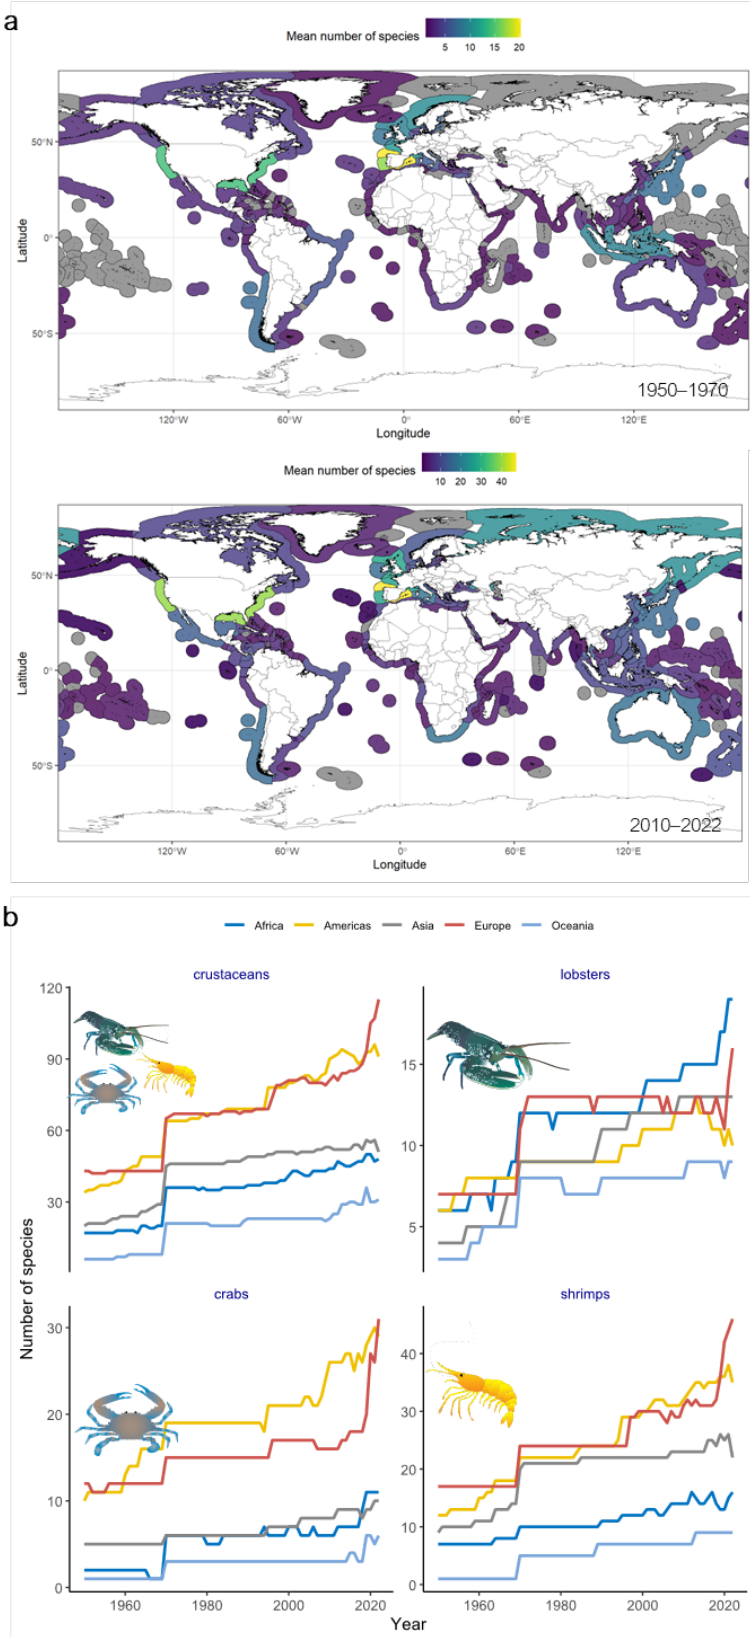 a
Mean number of species
5 10 15 20
50°N
0°
50°S
Latitude
1950–1970
120°W 60°W 0° 60°E 120°E
Longitude
Mean number of species
10 20 30 40
50°N
0°
50°S
Latitude
2010–2022
120°W 60°W 0° 60°E 120°E
Longitude
b
Africa Americas Asia Europe Oceania
crustaceans
120
90
60
30
lobsters
15
10
5
Number of species
crabs
30
20
10
0
1960 1980 2000 2020
shrimps
40
30
20
10
0
1960 1980 2000 2020
Year